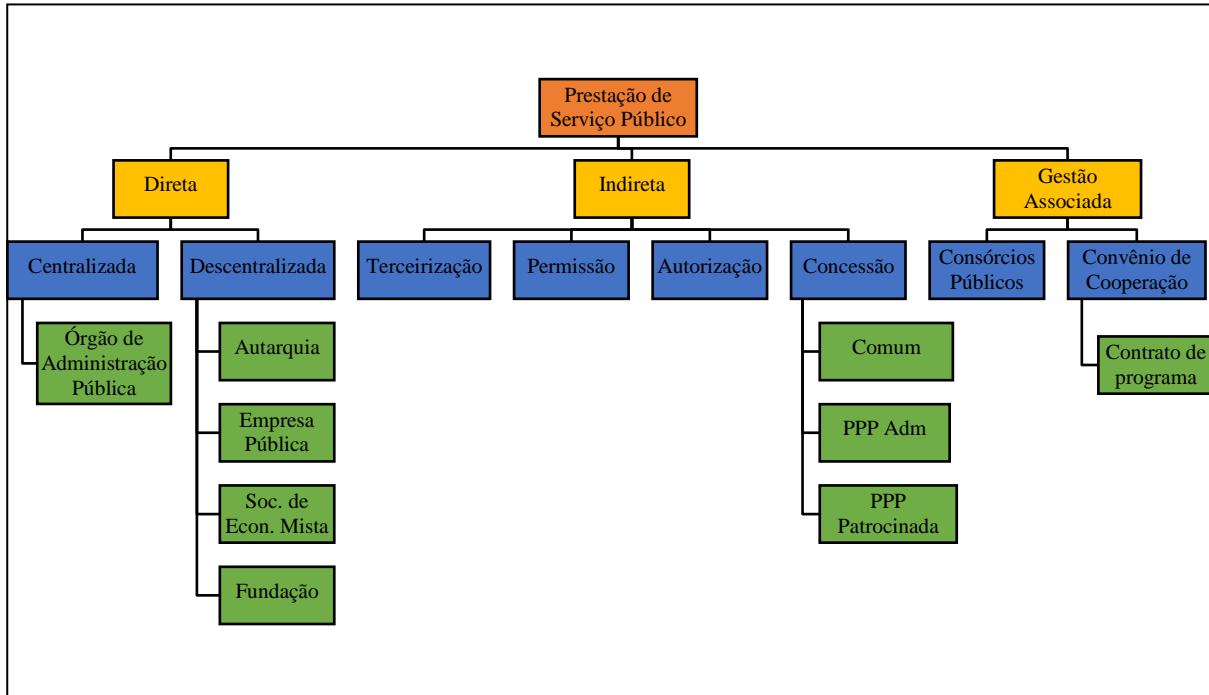 Prestação de
Serviço Público
Direta
Indireta
Gestão
Associada
Centralizada
Descentralizada
Terceirização
Permissão
Autorização
Concessão
Consórcios
Públicos
Convênio de
Cooperação
Órgão de
Administração
Pública
Autarquia
Empresa
Pública
Soc. de
Econ. Mista
Fundação
Comum
PPP Adm
PPP
Patrocinada
Contrato de
programa